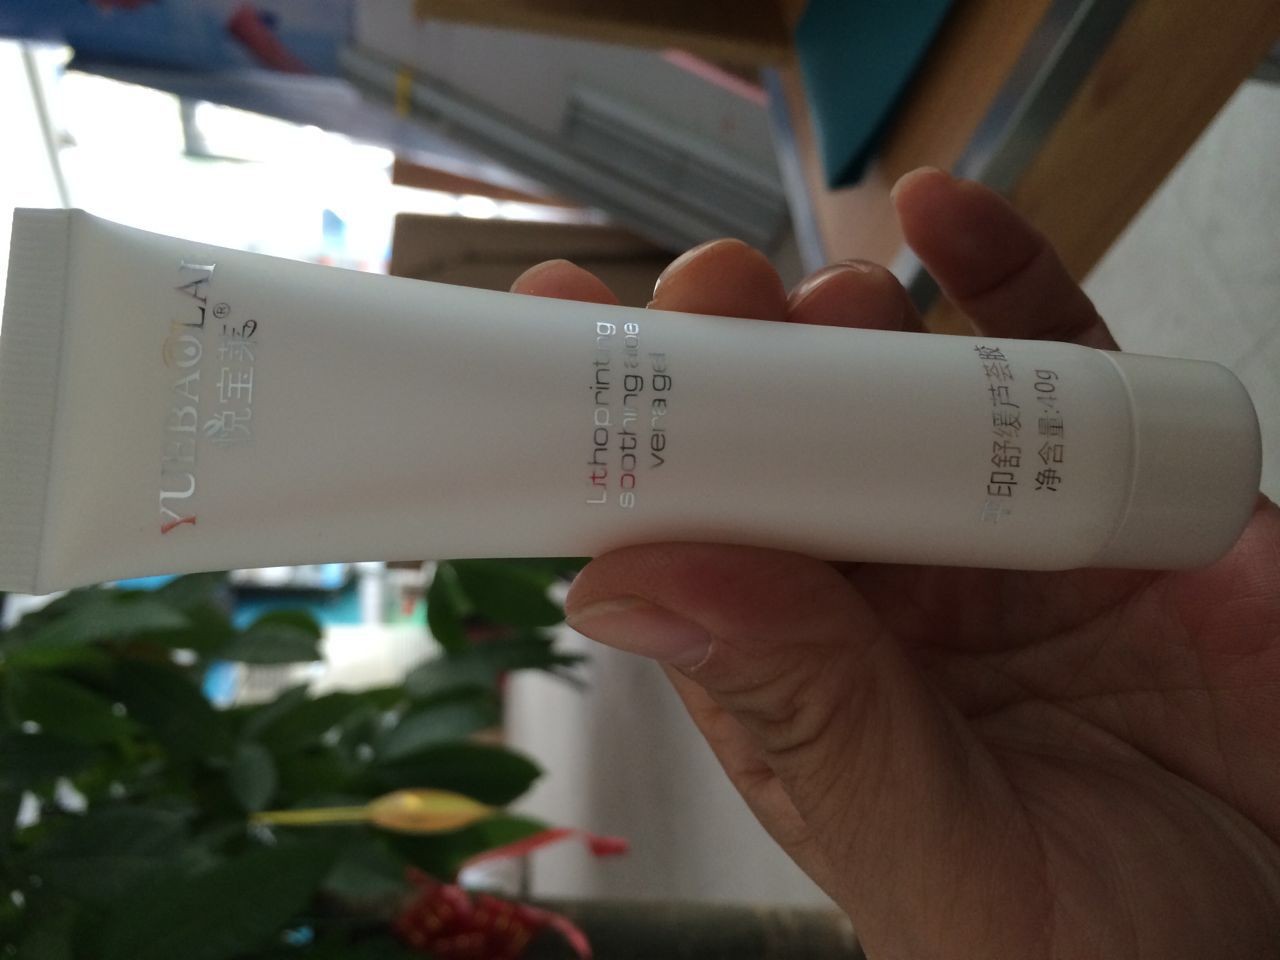 YUEBAOLAI
悦宝莱®
Lithoprinting
soothing aloe
vera gel
平印舒缓芦荟胶
净含量:40g